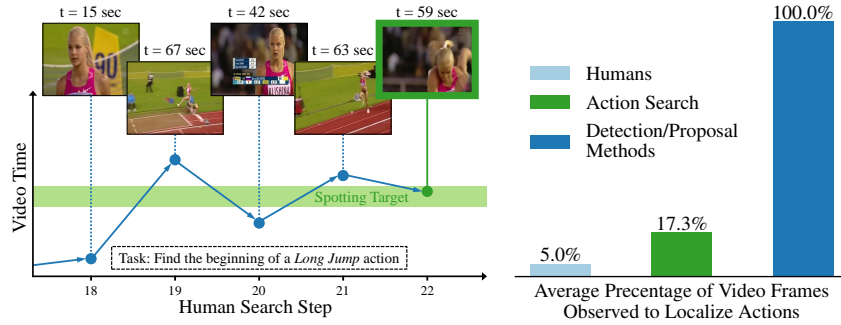 t = 15 sec
t = 67 sec
t = 42 sec
t = 63 sec
t = 59 sec
90
Video Time
Spotting Target
Task: Find the beginning of a Long Jump action
18
19
20
21
22
Human Search Step
Humans
Action Search
Detection/Proposal
Methods
5.0%
17.3%
100.0%
Average Precentage of Video Frames
Observed to Localize Actions